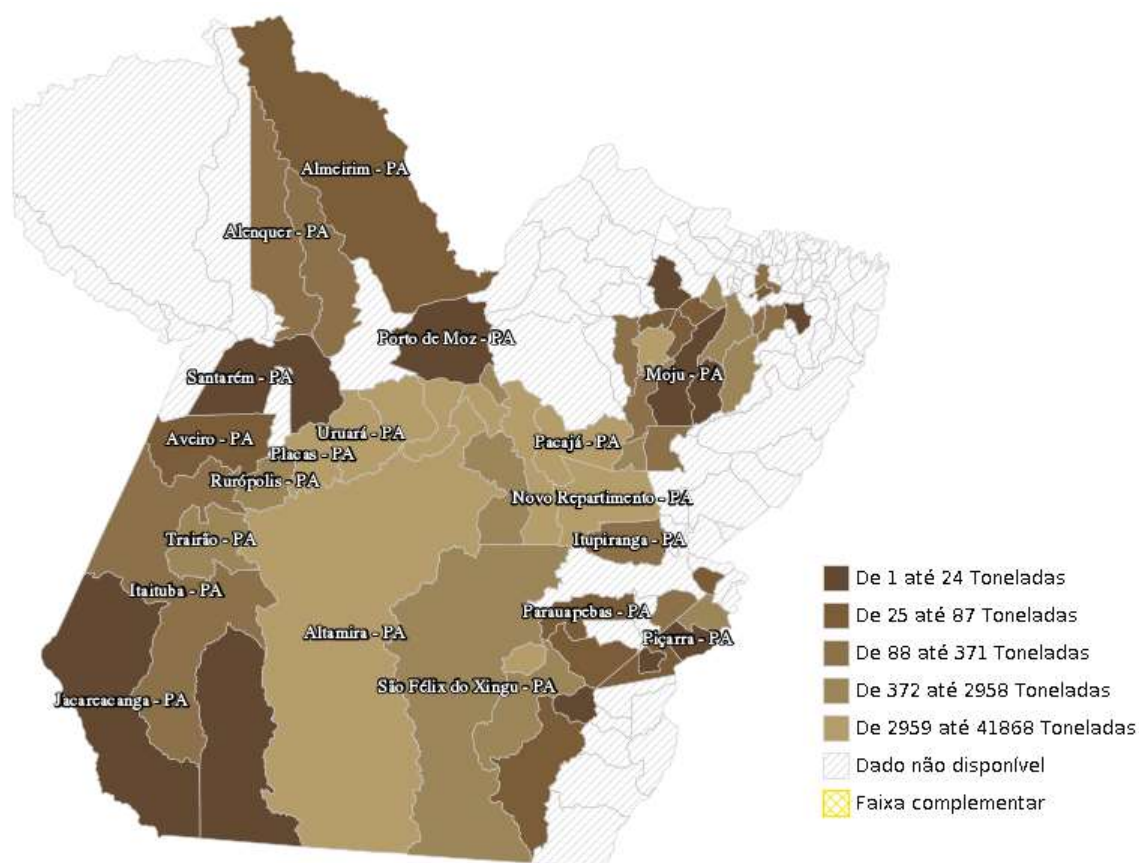 Almeirim - PA
Alenquer - PA
Porto de Moz - PA
Santarém - PA
Moju - PA
Uruará - PA
Aveiro - PA
Pacajá - PA
Placas - PA
Rurópolis - PA
Novo Repartimento - PA
Trairão - PA
Itupiranga - PA
Itaituba - PA
Parauapebas - PA
Altamira - PA
Piçarra - PA
São Félix do Xingu - PA
Jacareacanga - PA
De 1 até 24 Toneladas
De 25 até 87 Toneladas
De 88 até 371 Toneladas
De 372 até 2958 Toneladas
De 2959 até 41868 Toneladas
Dado não disponível
Faixa complementar